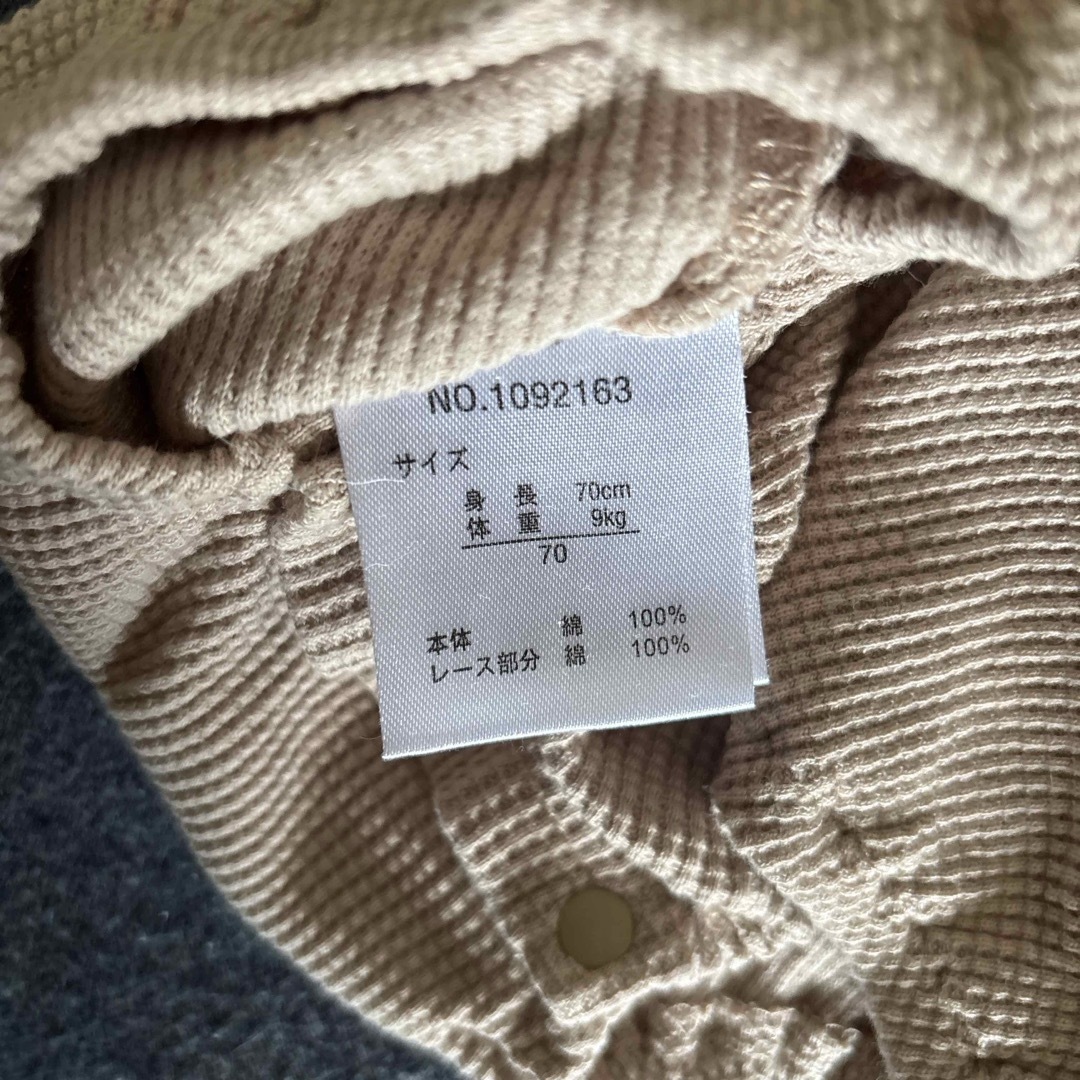 NO.1092163
サイズ
身 長 70cm
体 重 9kg
70
本体 綿 100%
レース部分 綿 100%